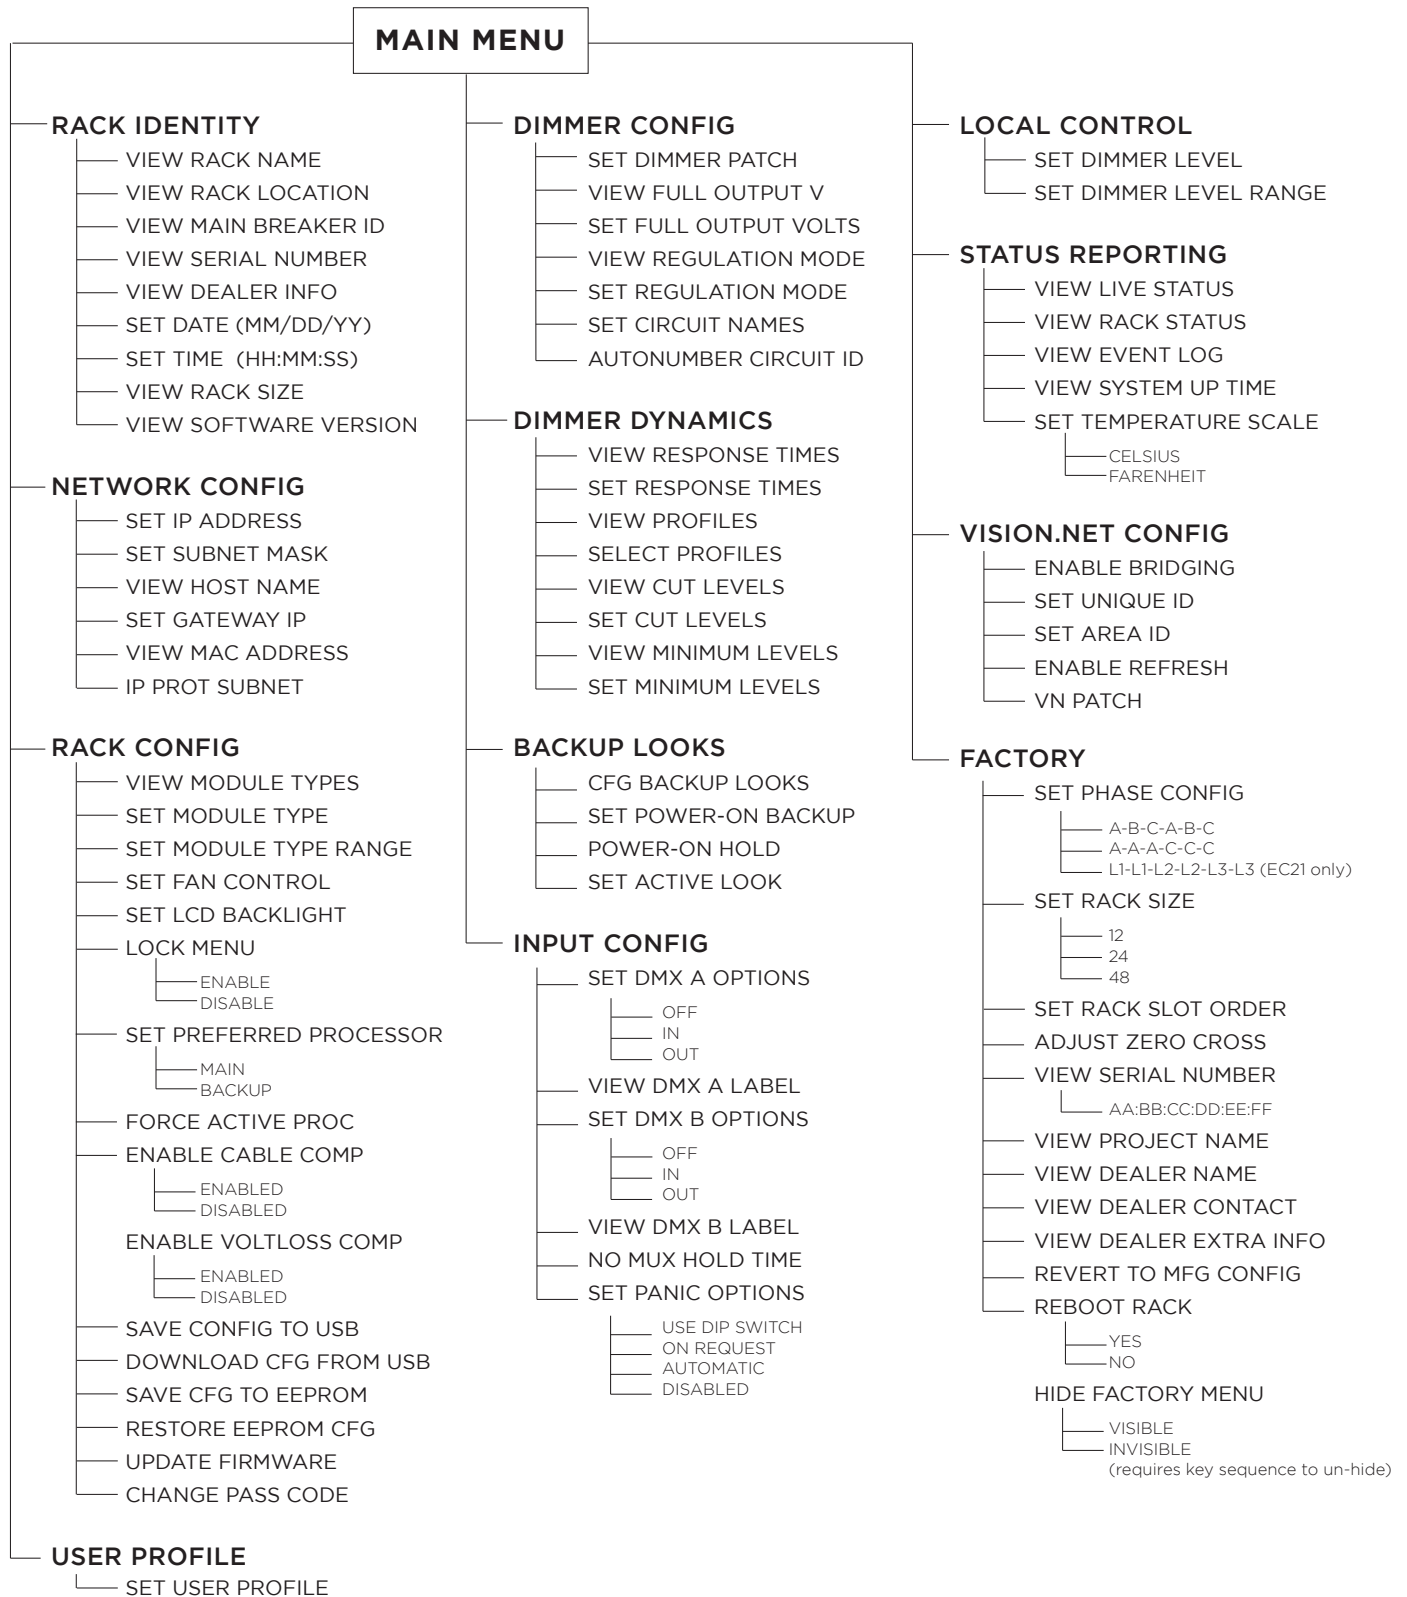 MAIN MENU
RACK IDENTITY
VIEW RACK NAME
VIEW RACK LOCATION
VIEW MAIN BREAKER ID
VIEW SERIAL NUMBER
VIEW DEALER INFO
SET DATE (MM/DD/YY)
SET TIME (HH:MM:SS)
VIEW RACK SIZE
VIEW SOFTWARE VERSION
NETWORK CONFIG
SET IP ADDRESS
SET SUBNET MASK
VIEW HOST NAME
SET GATEWAY IP
VIEW MAC ADDRESS
IP PROT SUBNET
RACK CONFIG
VIEW MODULE TYPES
SET MODULE TYPE
SET MODULE TYPE RANGE
SET FAN CONTROL
SET LCD BACKLIGHT
LOCK MENU
ENABLE
DISABLE
SET PREFERRED PROCESSOR
MAIN
BACKUP
FORCE ACTIVE PROC
ENABLE CABLE COMP
ENABLED
DISABLED
ENABLE VOLTLOSS COMP
ENABLED
DISABLED
SAVE CONFIG TO USB
DOWNLOAD CFG FROM USB
SAVE CFG TO EEPROM
RESTORE EEPROM CFG
UPDATE FIRMWARE
CHANGE PASS CODE
USER PROFILE
SET USER PROFILE
DIMMER CONFIG
SET DIMMER PATCH
VIEW FULL OUTPUT V
SET FULL OUTPUT VOLTS
VIEW REGULATION MODE
SET REGULATION MODE
SET CIRCUIT NAMES
AUTONUMBER CIRCUIT ID
DIMMER DYNAMICS
VIEW RESPONSE TIMES
SET RESPONSE TIMES
VIEW PROFILES
SELECT PROFILES
VIEW CUT LEVELS
SET CUT LEVELS
VIEW MINIMUM LEVELS
SET MINIMUM LEVELS
BACKUP LOOKS
CFG BACKUP LOOKS
SET POWER-ON BACKUP
POWER-ON HOLD
SET ACTIVE LOOK
INPUT CONFIG
SET DMX A OPTIONS
OFF
IN
OUT
VIEW DMX A LABEL
SET DMX B OPTIONS
OFF
IN
OUT
VIEW DMX B LABEL
NO MUX HOLD TIME
SET PANIC OPTIONS
USE DIP SWITCH
ON REQUEST
AUTOMATIC
DISABLED
LOCAL CONTROL
SET DIMMER LEVEL
SET DIMMER LEVEL RANGE
STATUS REPORTING
VIEW LIVE STATUS
VIEW RACK STATUS
VIEW EVENT LOG
VIEW SYSTEM UP TIME
SET TEMPERATURE SCALE
CELSIUS
FARENHEIT
VISION.NET CONFIG
ENABLE BRIDGING
SET UNIQUE ID
SET AREA ID
ENABLE REFRESH
VN PATCH
FACTORY
SET PHASE CONFIG
A-B-C-A-B-C
A-A-A-C-C-C
L1-L1-L2-L2-L3-L3 (EC21 only)
SET RACK SIZE
12
24
48
SET RACK SLOT ORDER
ADJUST ZERO CROSS
VIEW SERIAL NUMBER
AA:BB:CC:DD:EE:FF
VIEW PROJECT NAME
VIEW DEALER NAME
VIEW DEALER CONTACT
VIEW DEALER EXTRA INFO
REVERT TO MFG CONFIG
REBOOT RACK
YES
NO
HIDE FACTORY MENU
VISIBLE
INVISIBLE
(requires key sequence to un-hide)